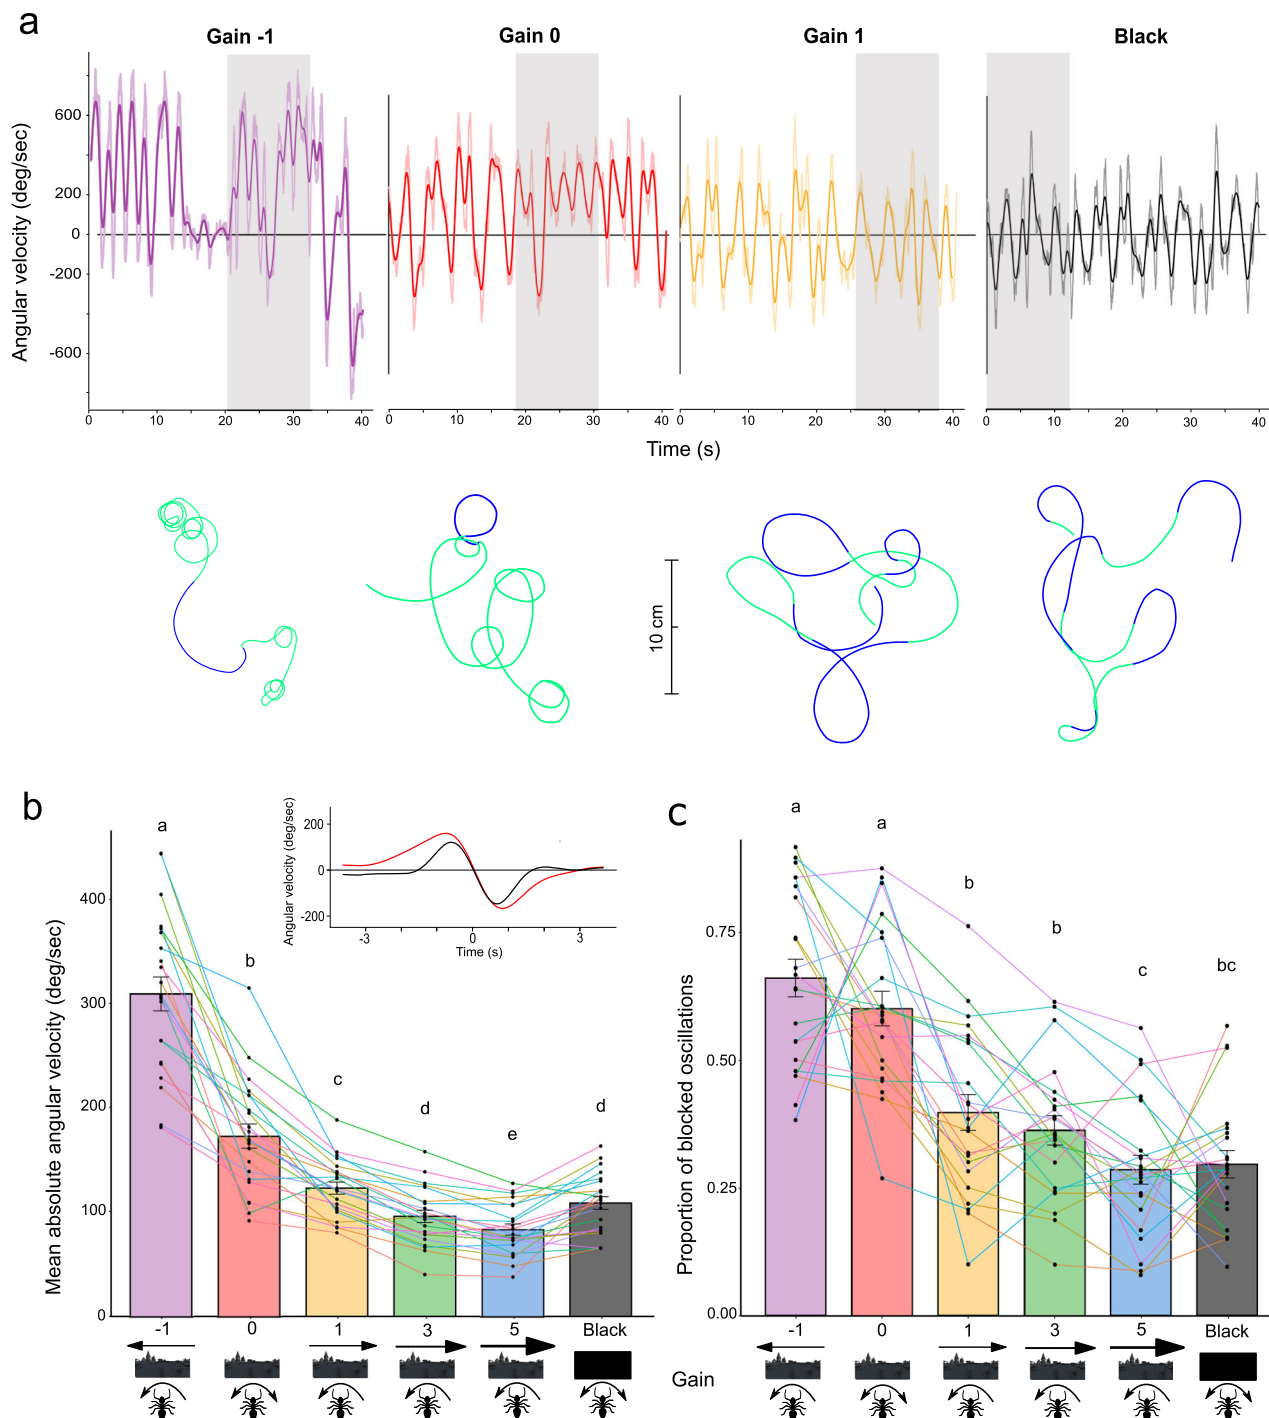 a
Gain -1
Gain 0
Gain 1
Black
Angular velocity (deg/sec)
600
200
0
-200
-600
0 10 20 30 40
0 10 20 30 40
0 10 20 30 40
0 10 20 30 40
Time (s)
10 cm
b
Mean absolute angular velocity (deg/sec)
400
300
200
100
0
a
b
c
d
e
d
Angular velocity (deg/sec)
200
0
-200
-3 0 3
Time (s)
-1 0 1 3 5 Black
c
Proportion of blocked oscillations
0.75
0.50
0.25
0.00
a
a
b
b
c
bc
-1 0 1 3 5 Black
Gain